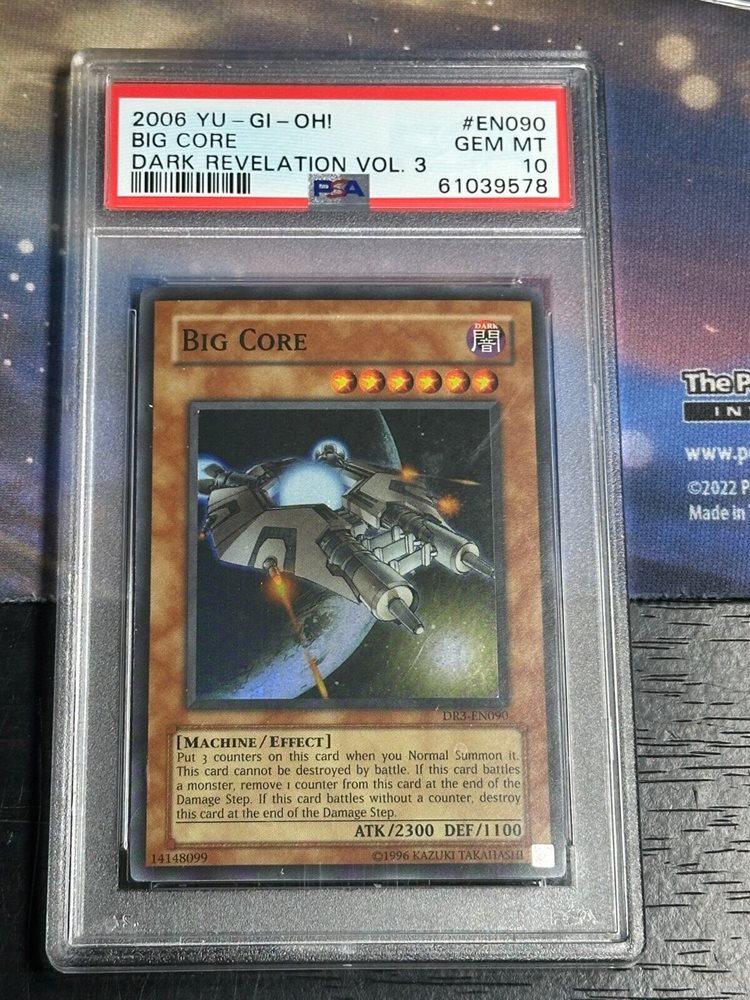 2006 YU-GI-OH! #EN090
BIG CORE GEM MT
DARK REVELATION VOL. 3 10
PSA 61039578
BIG CORE
DARK
闇
The P
IN
www.p
©2022 P
Made in
DR3-EN090
[MACHINE/EFFECT]
Put 3 counters on this card when you Normal Summon it.
This card cannot be destroyed by battle. If this card battles
a monster, remove 1 counter from this card at the end of the
Damage Step. If this card battles without a counter, destroy
this card at the end of the Damage Step.
ATK/2300 DEF/1100
14148099 ©1996 KAZUKI TAKAHASHI